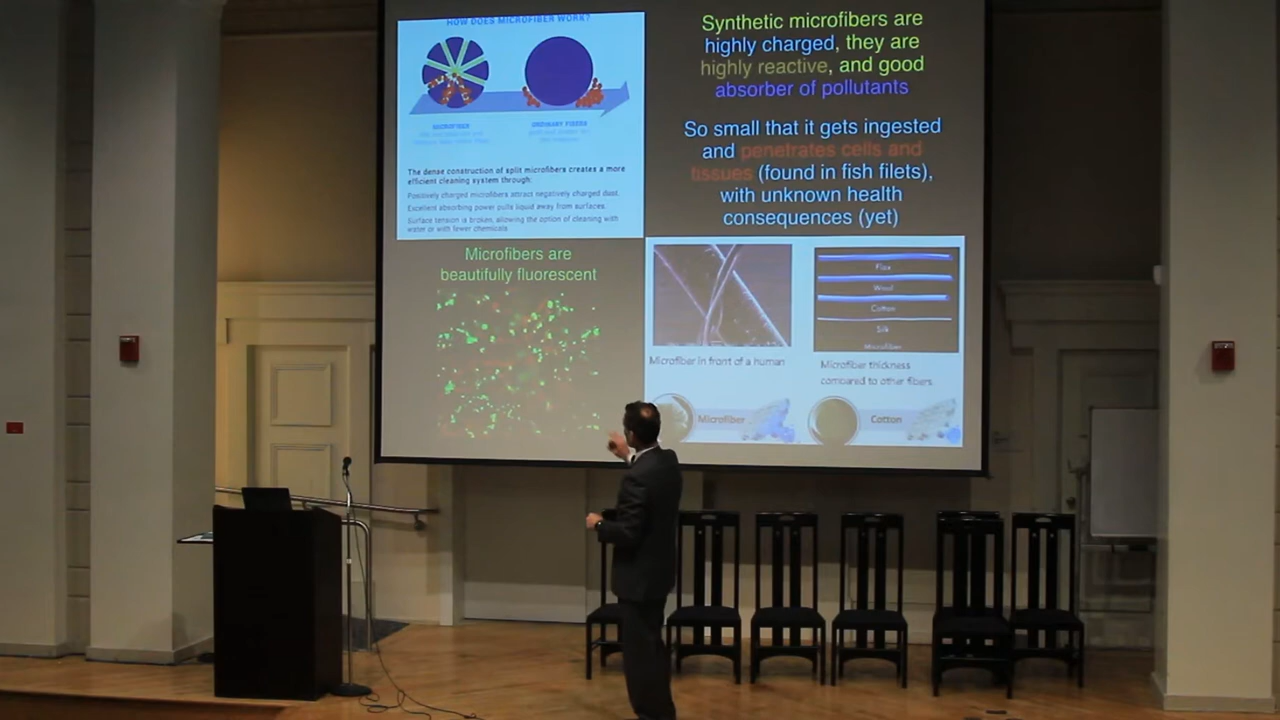 HOW DOES MICROFIBER WORK?
MICROFIBER
ORDINARY FIBERS
The dense construction of split microfibers creates a more
efficient cleaning system through:
Positively charged microfibers attract negatively charged dust.
Excellent absorbing power pulls liquid away from surfaces.
Surface tension is broken, allowing the option of cleaning with
water or with fewer chemicals
Synthetic microfibers are
highly charged, they are
highly reactive, and good
absorber of pollutants
So small that it gets ingested
and penetrates cells and
tissues (found in fish filets),
with unknown health
consequences (yet)
Microfibers are
beautifully fluorescent
Microfiber in front of a human
Flax
Wool
Cotton
Silk
Microfiber
Microfiber thickness
compared to other fibers.
Microfiber
Cotton